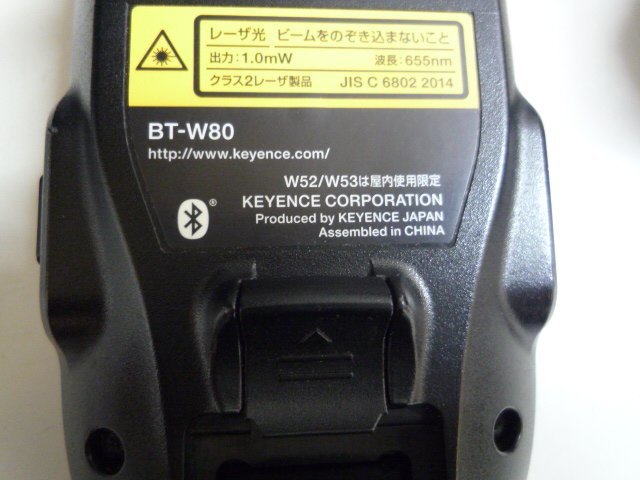 レーザ光 ビームをのぞき込まないこと
出力：1.0mW 波長：655nm
クラス2レーザ製品 JIS C 6802 2014
BT-W80
http://www.keyence.com/
W52/W53は屋内使用限定
KEYENCE CORPORATION
®
Produced by KEYENCE JAPAN
Assembled in CHINA